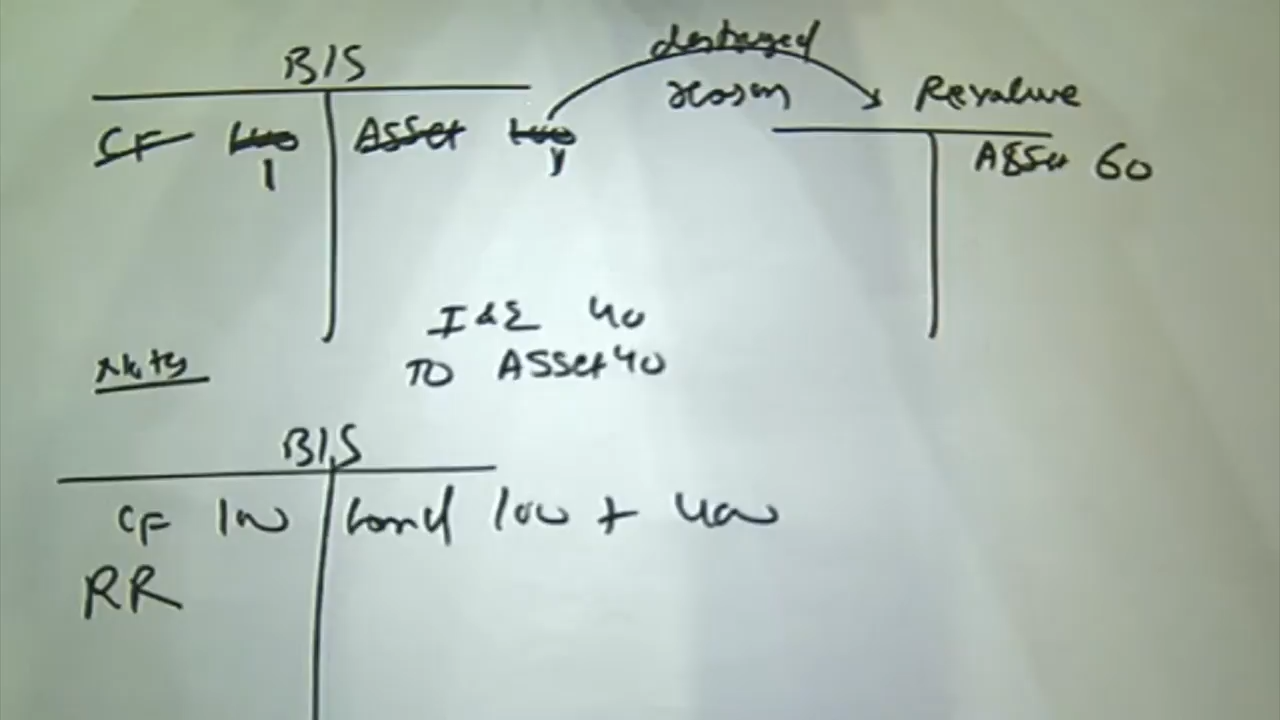 B/S
CF 100 Asset 100
1 y
destroyed
reason
Revalue
Asset 60
I & E 40
TO Asset 40
B/S
CF 100 Land 100 + 400
RR